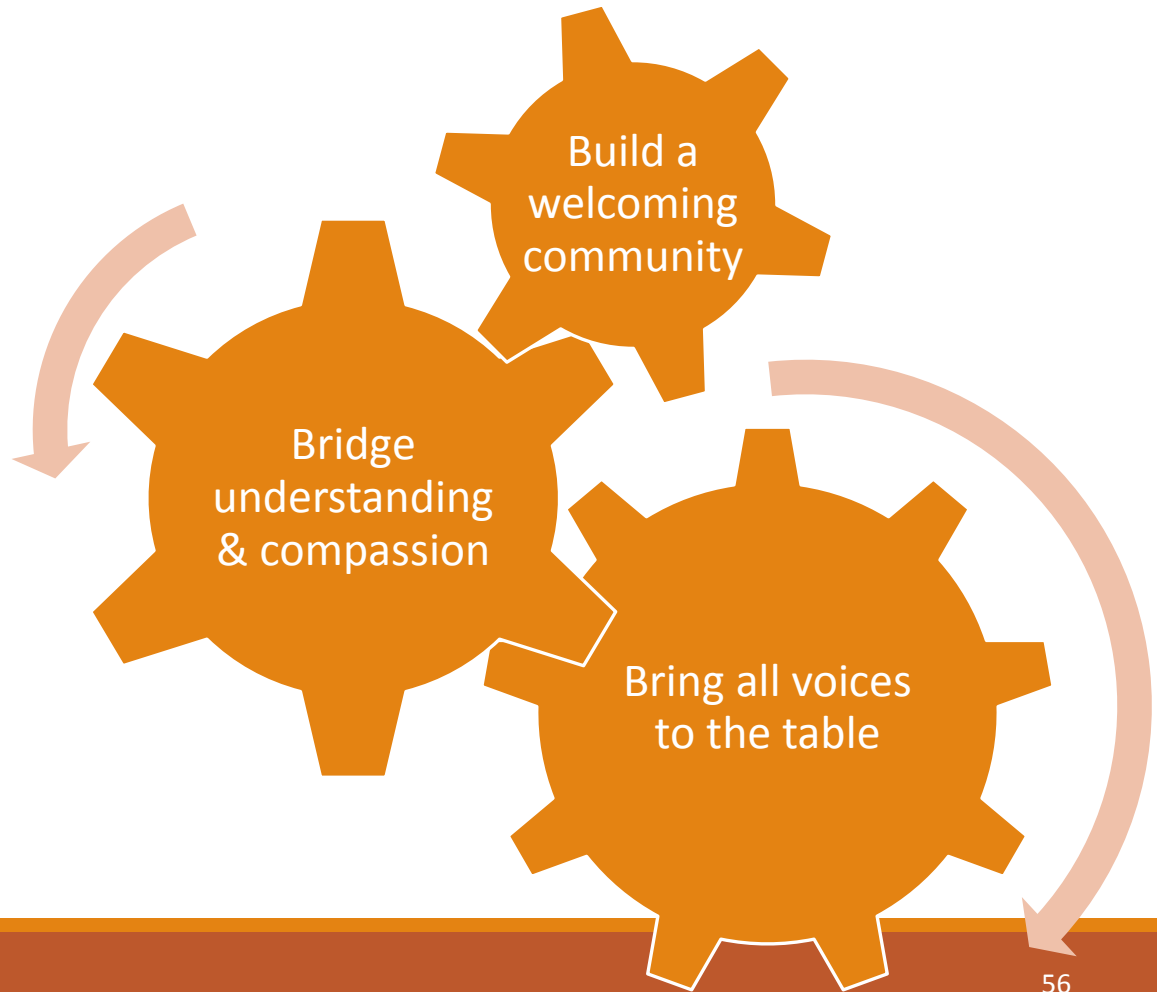 Build a
welcoming
community
Bridge
understanding
& compassion
Bring all voices
to the table
56